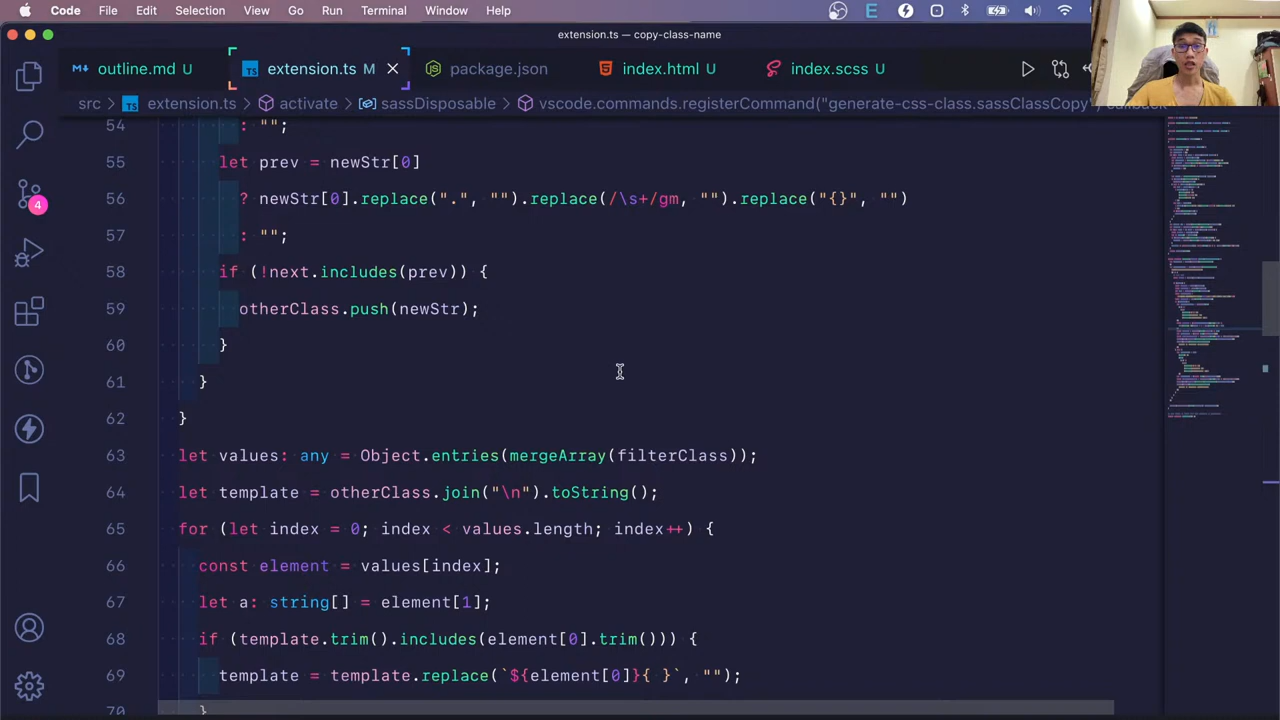 Code File Edit Selection View Go Run Terminal Window Help
extension.ts — copy-class-name
outline.md U extension.ts M package.json index.html U index.scss U
src extension.ts activate sassDisposable vscode.commands.registerCommand("generate-css-class.sassClassCopy") callback
54 : "";
55 let prev = newStr[0]
56 ? newStr[0].replace(".", "").replace(/\s+/gm, "").replace("{}", "")
57 : "";
58 if (!next.includes(prev)) {
59 otherClass.push(newStr);
60 }
61 }
62 }
63 let values: any = Object.entries(mergeArray(filterClass));
64 let template = otherClass.join("\n").toString();
65 for (let index = 0; index < values.length; index++) {
66 const element = values[index];
67 let a: string[] = element[1];
68 if (template.trim().includes(element[0].trim())) {
69 template = template.replace(`${element[0]}{ }`, "");
70 }
4